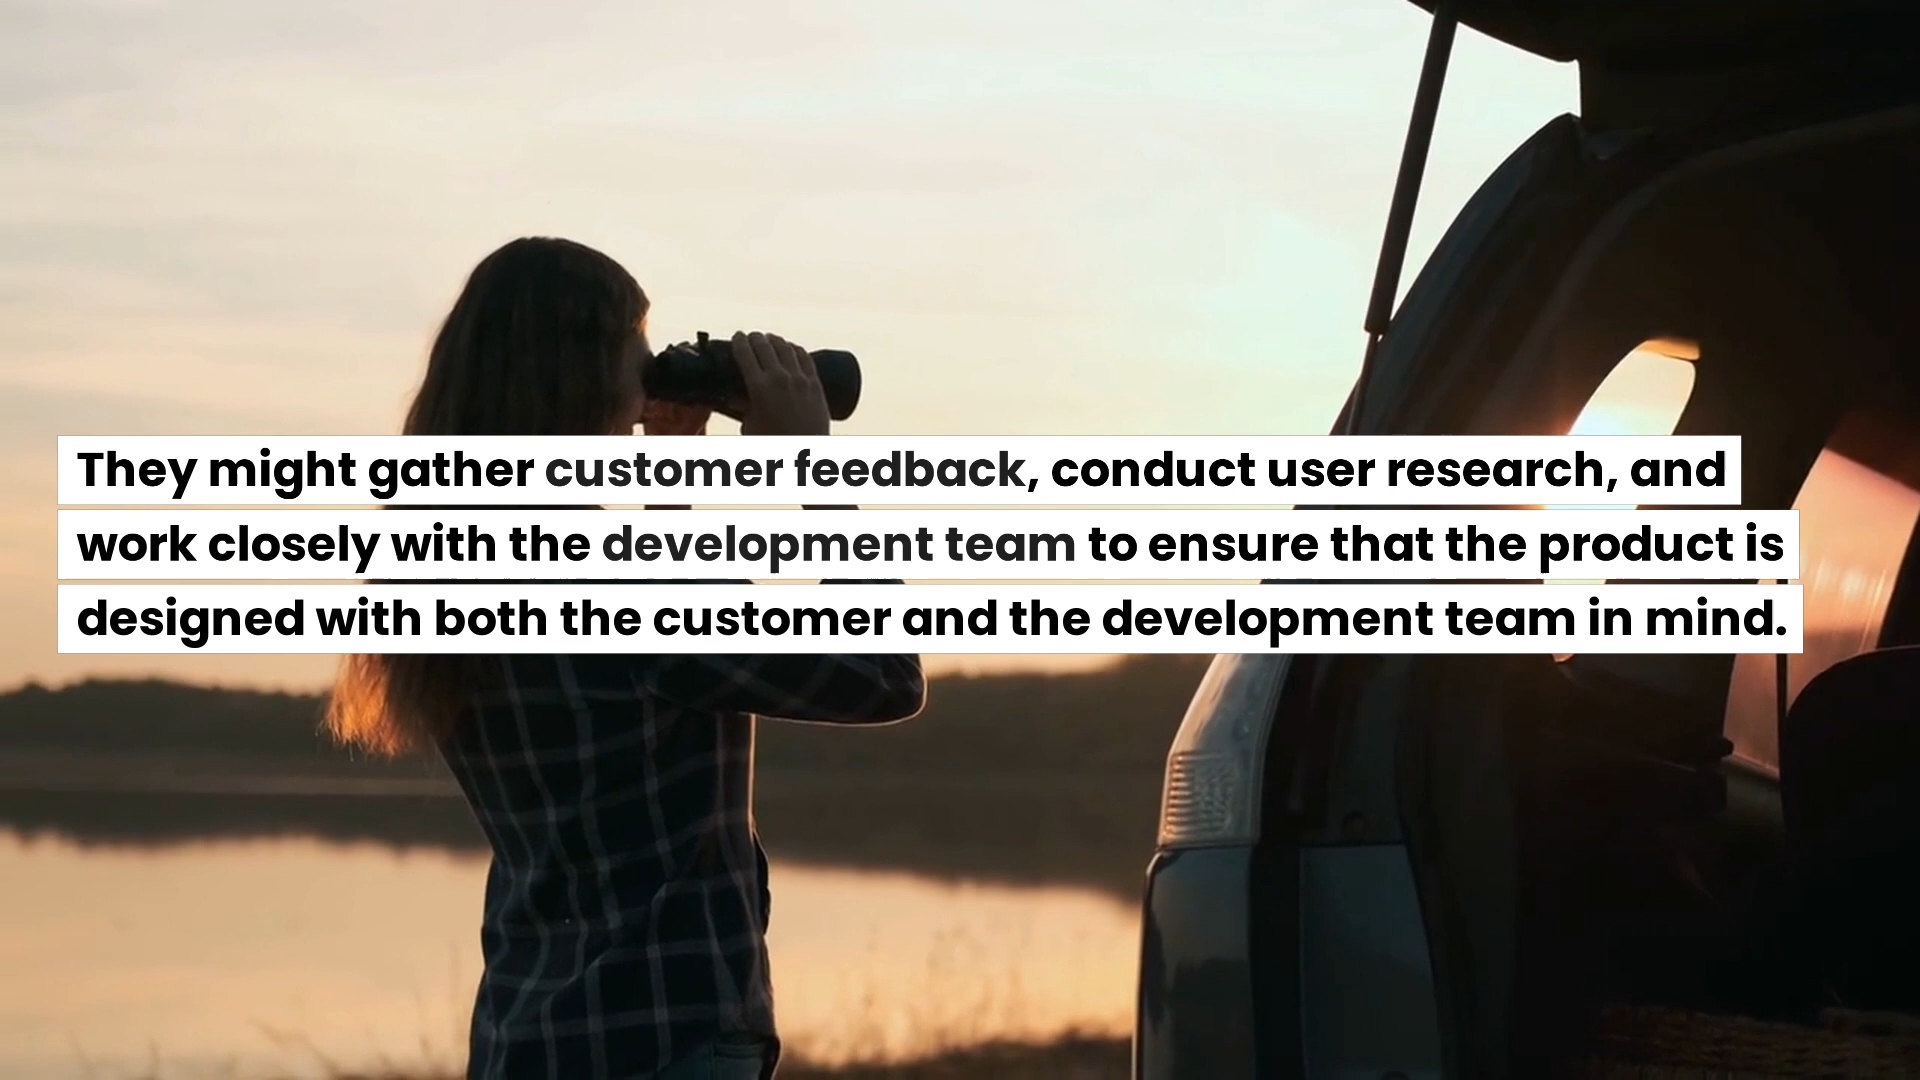 They might gather customer feedback, conduct user research, and
work closely with the development team to ensure that the product is
designed with both the customer and the development team in mind.